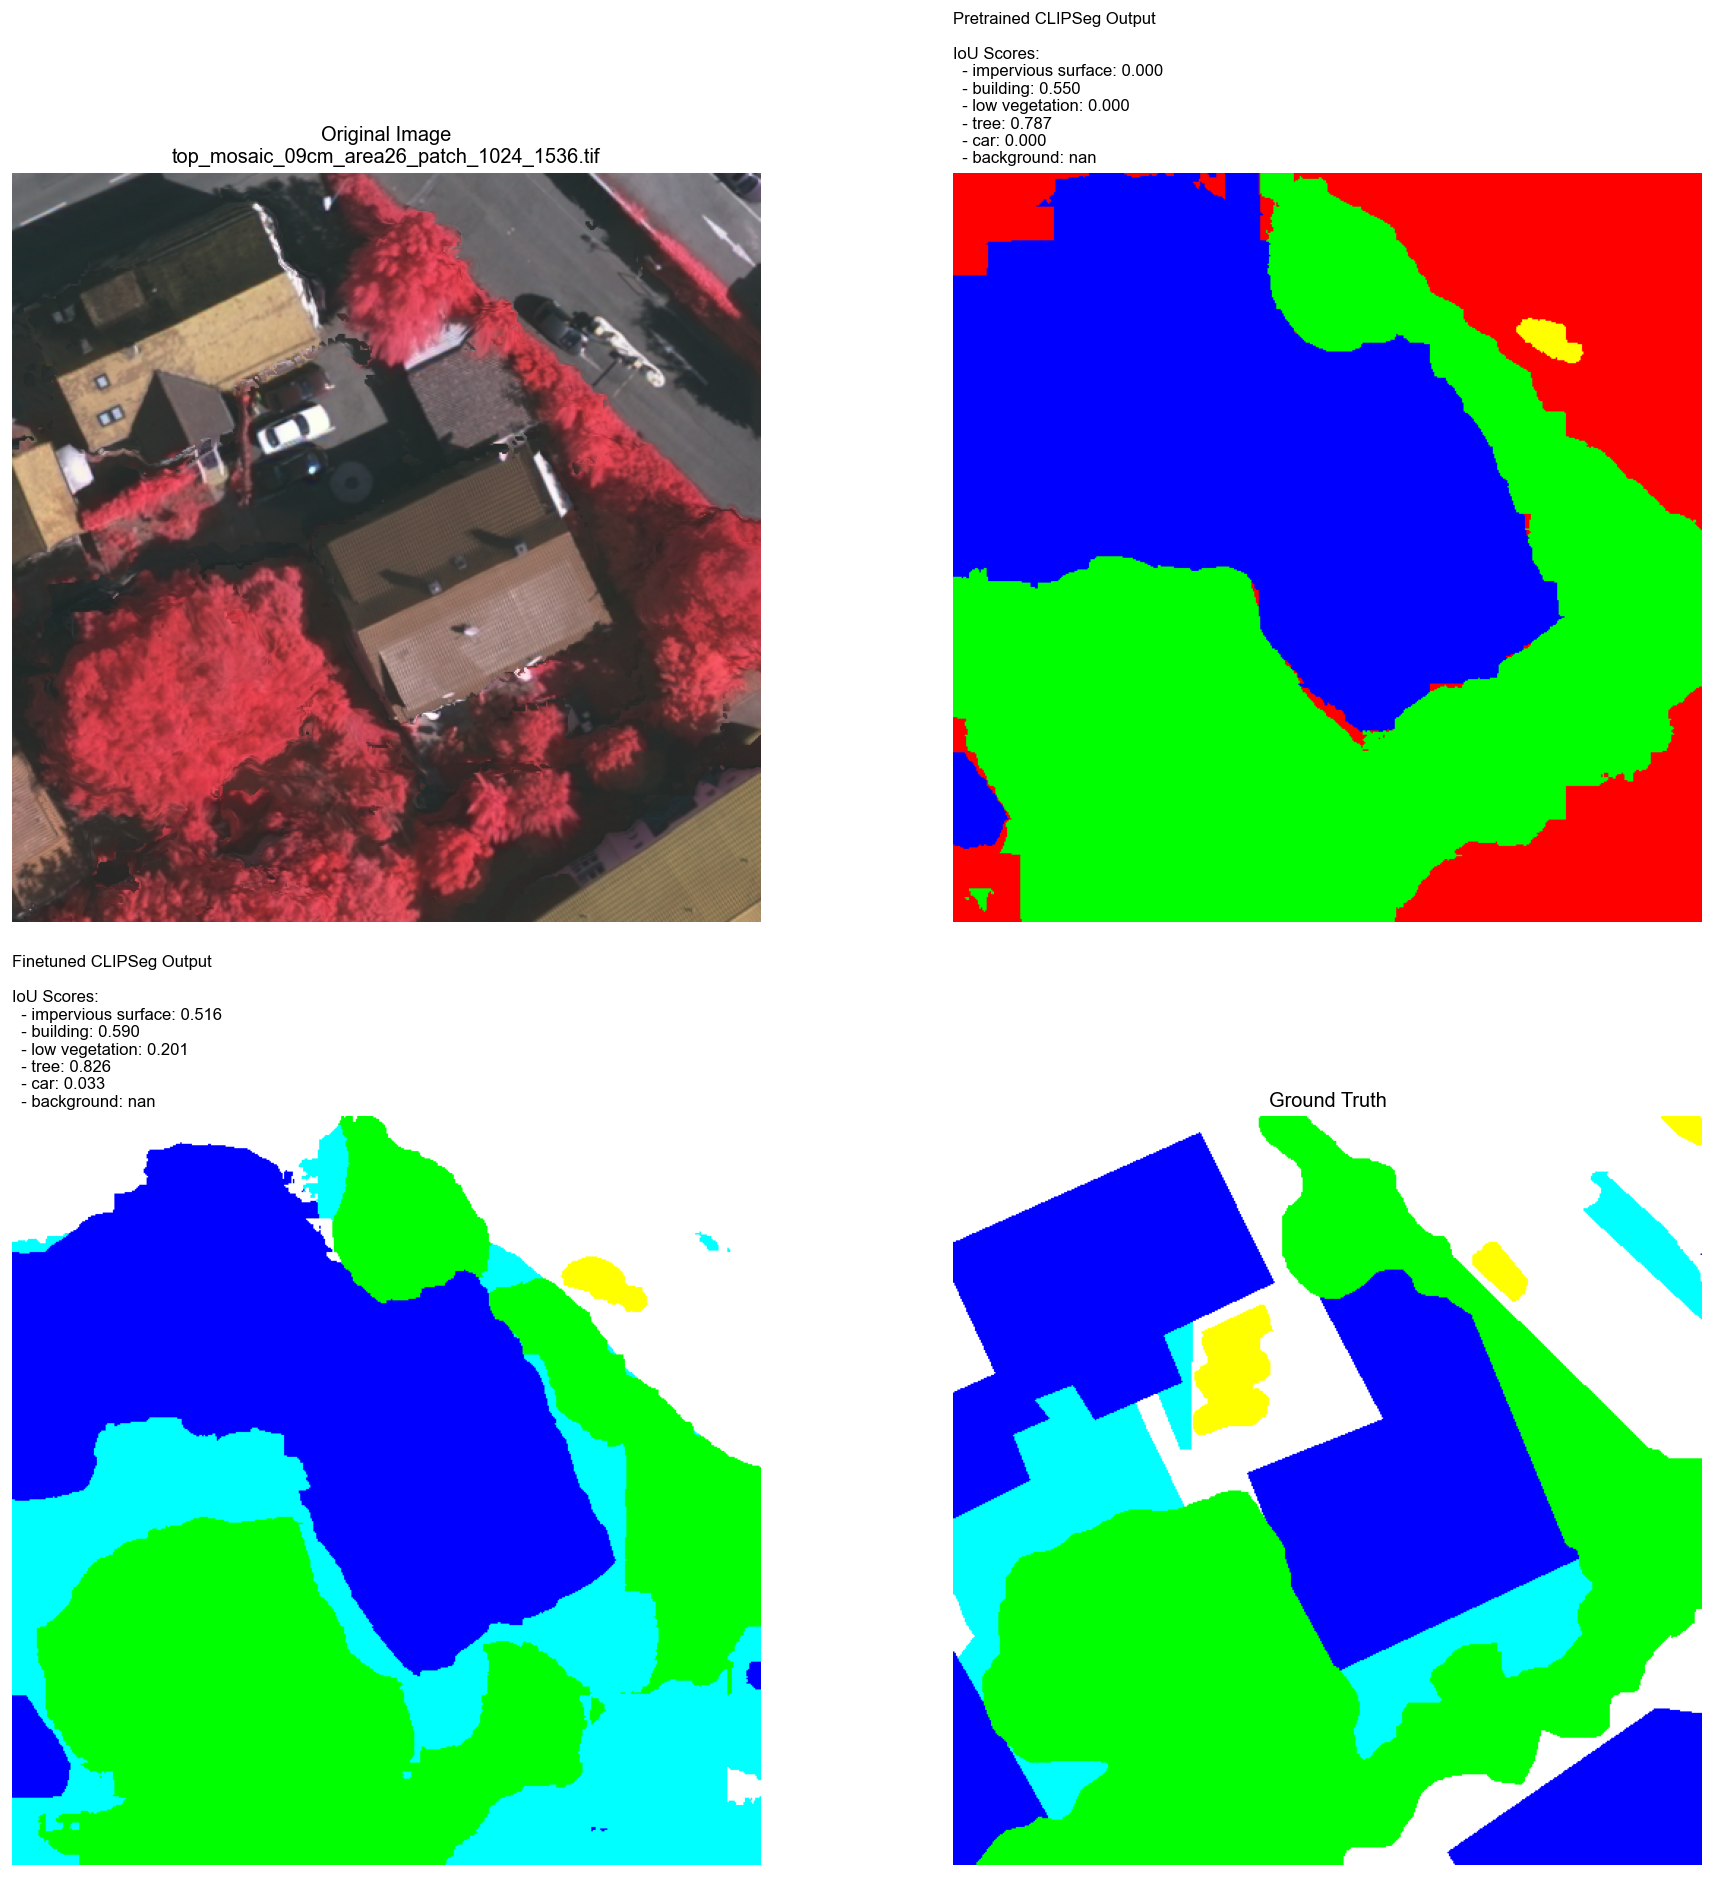 Original Image
top_mosaic_09cm_area26_patch_1024_1536.tif
Pretrained CLIPSeg Output
IoU Scores:
- impervious surface: 0.000
- building: 0.550
- low vegetation: 0.000
- tree: 0.787
- car: 0.000
- background: nan
Finetuned CLIPSeg Output
IoU Scores:
- impervious surface: 0.516
- building: 0.590
- low vegetation: 0.201
- tree: 0.826
- car: 0.033
- background: nan
Ground Truth